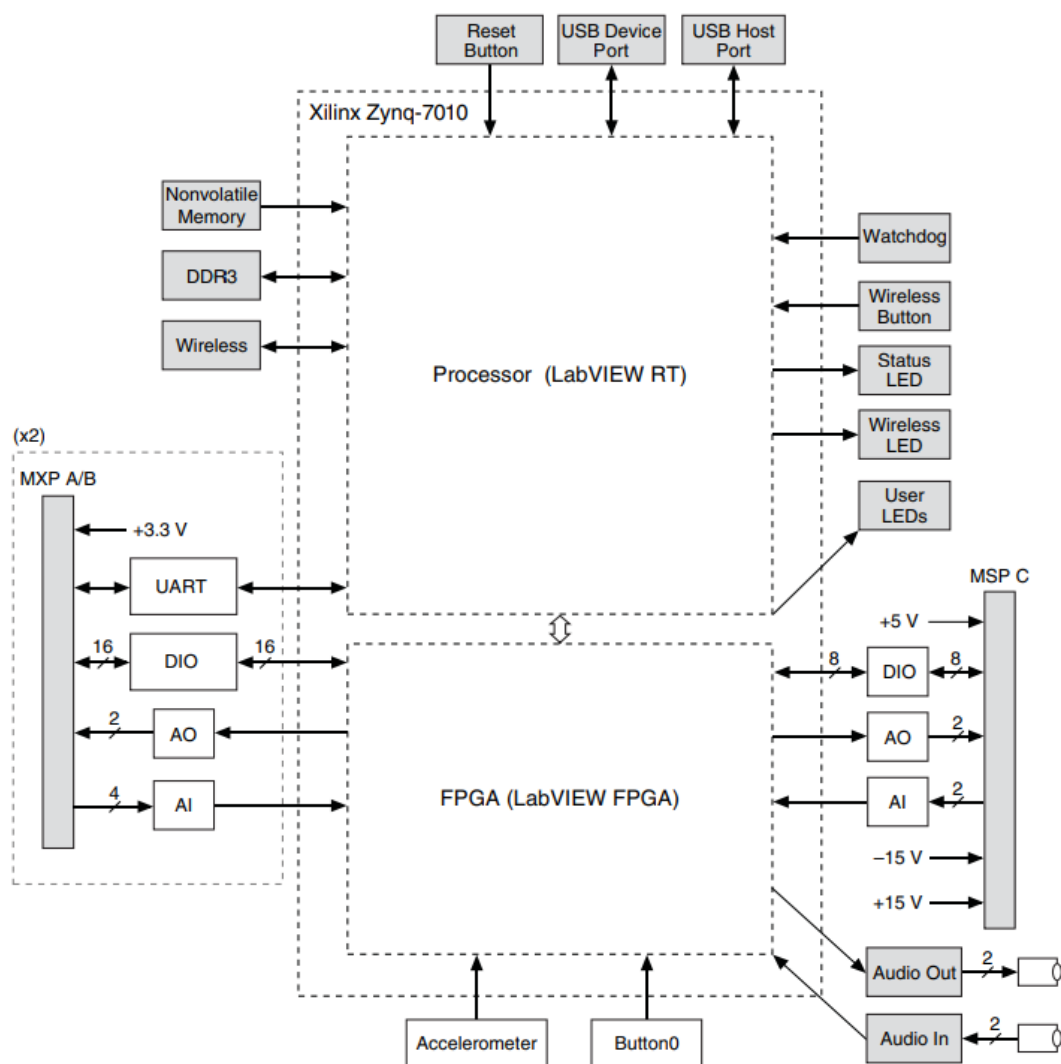 Reset
Button
USB Device
Port
USB Host
Port
Xilinx Zynq-7010
Nonvolatile
Memory
DDR3
Wireless
Processor (LabVIEW RT)
Watchdog
Wireless
Button
Status
LED
Wireless
LED
User
LEDs
(x2)
MXP A/B
+3.3 V
UART
16
DIO
16
2
AO
4
AI
FPGA (LabVIEW FPGA)
MSP C
+5 V
8
DIO
8
AO
2
AI
2
–15 V
+15 V
Audio Out
2
Audio In
2
Accelerometer
Button0